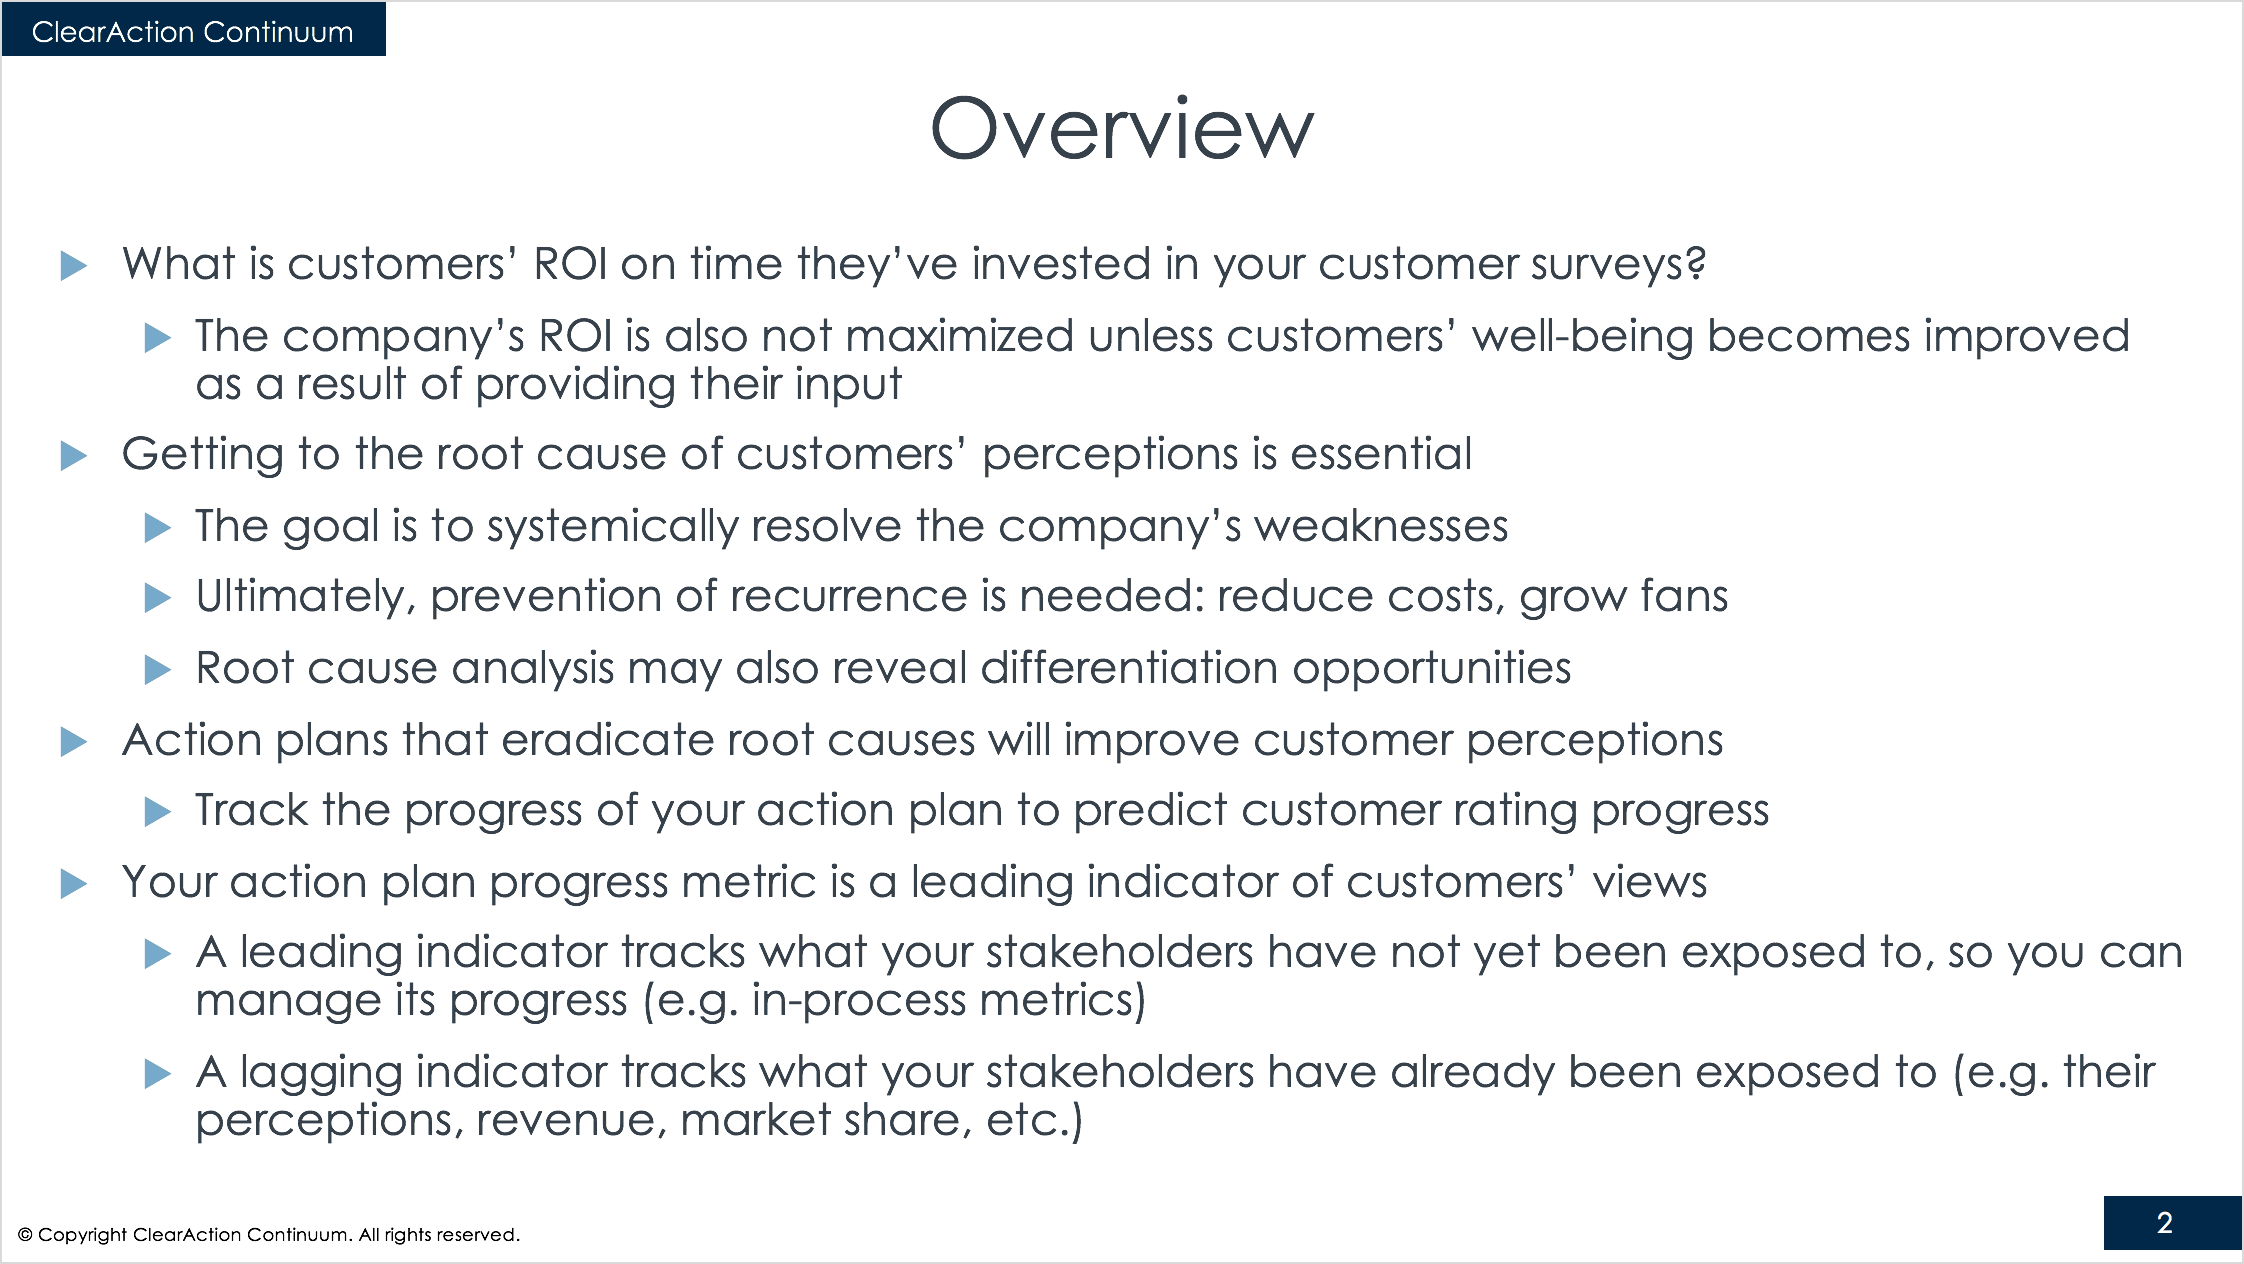 ClearAction Continuum
Overview
What is customers’ ROI on time they’ve invested in your customer surveys?
The company’s ROI is also not maximized unless customers’ well-being becomes improved
as a result of providing their input
Getting to the root cause of customers’ perceptions is essential
The goal is to systemically resolve the company’s weaknesses
Ultimately, prevention of recurrence is needed: reduce costs, grow fans
Root cause analysis may also reveal differentiation opportunities
Action plans that eradicate root causes will improve customer perceptions
Track the progress of your action plan to predict customer rating progress
Your action plan progress metric is a leading indicator of customers’ views
A leading indicator tracks what your stakeholders have not yet been exposed to, so you can
manage its progress (e.g. in-process metrics)
A lagging indicator tracks what your stakeholders have already been exposed to (e.g. their
perceptions, revenue, market share, etc.)
© Copyright ClearAction Continuum. All rights reserved.
2